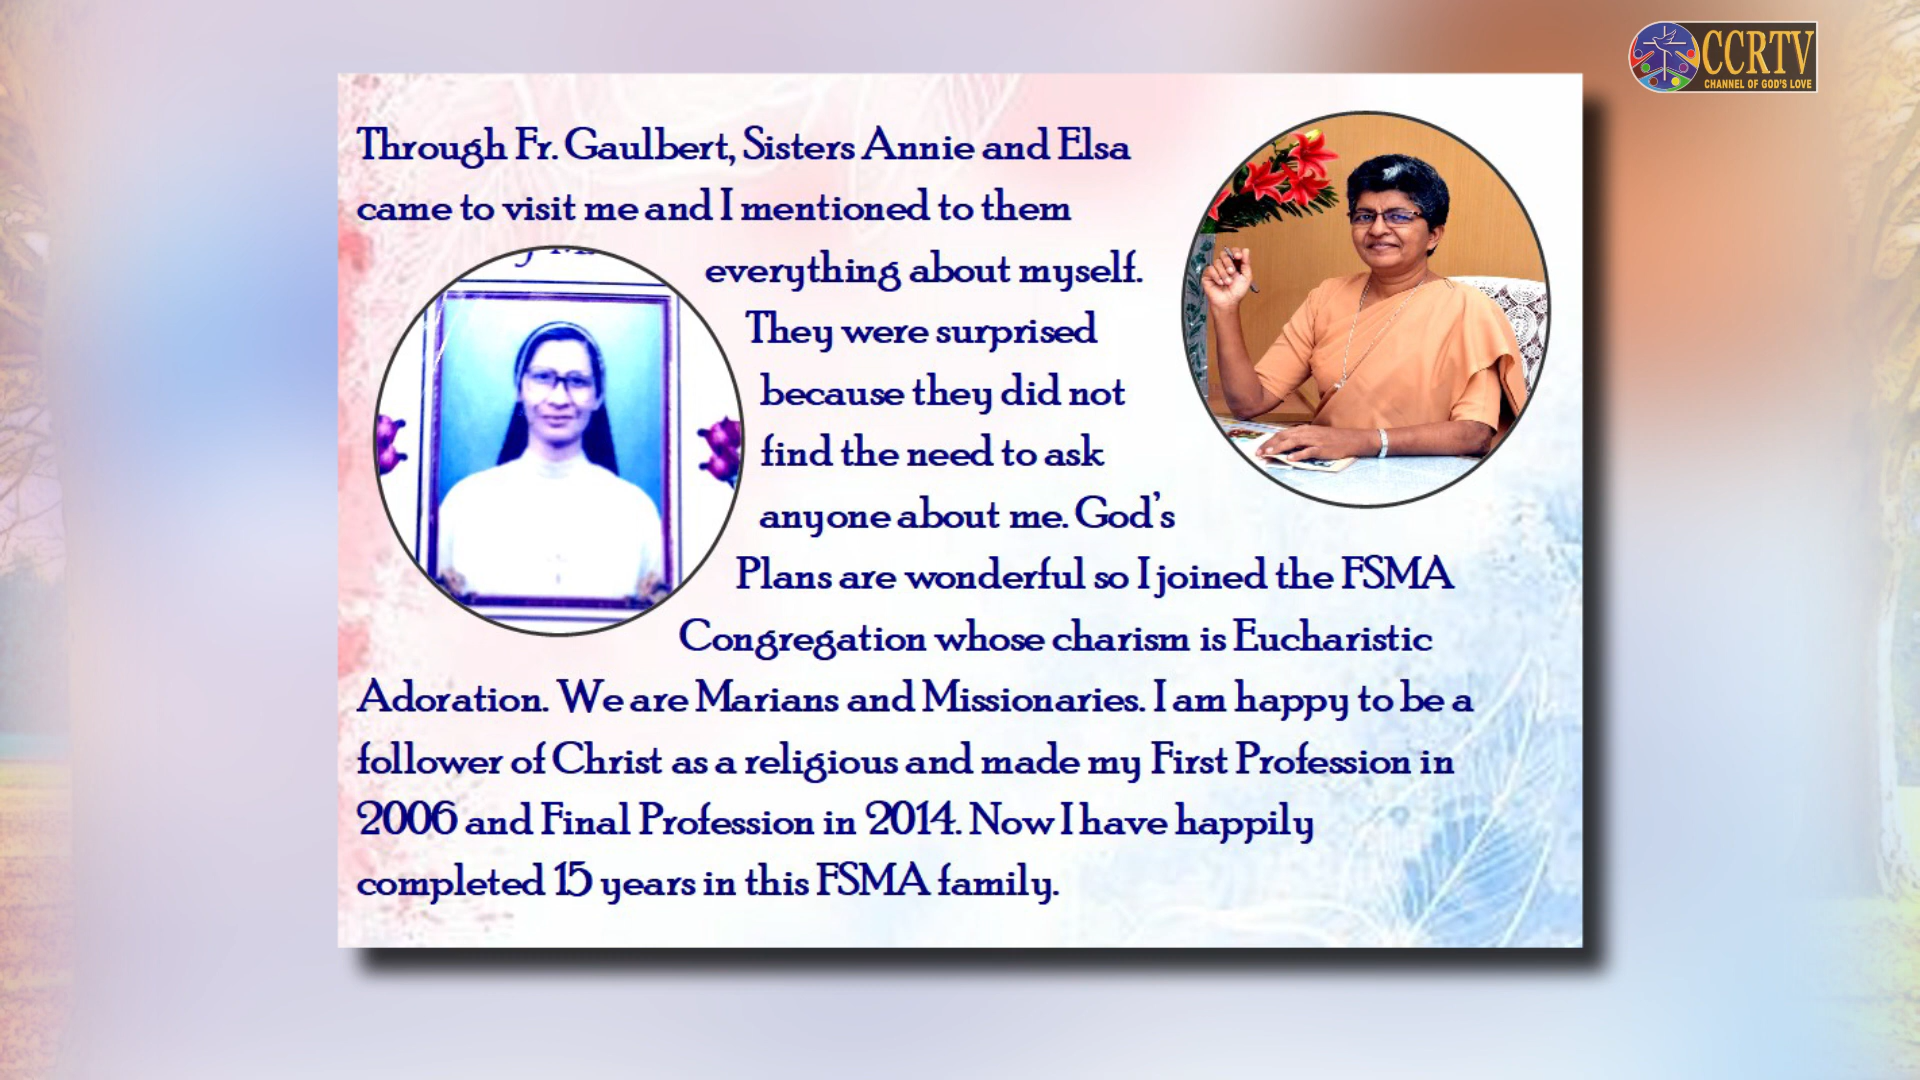 CCRTV
CHANNEL OF GOD'S LOVE
Through Fr. Gaulbert, Sisters Annie and Elsa
came to visit me and I mentioned to them
everything about myself.
They were surprised
because they did not
find the need to ask
anyone about me. God's
Plans are wonderful so I joined the FSMA
Congregation whose charism is Eucharistic
Adoration. We are Marians and Missionaries. I am happy to be a
follower of Christ as a religious and made my First Profession in
2006 and Final Profession in 2014. Now I have happily
completed 15 years in this FSMA family.